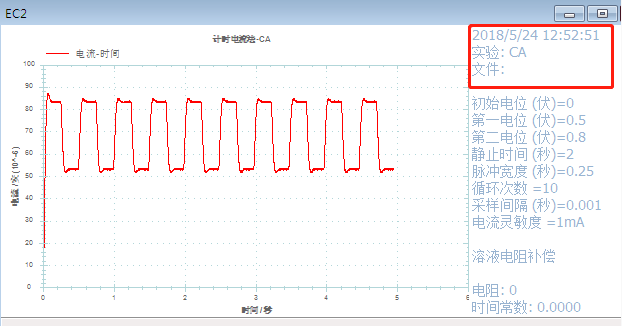 EC2
计时电流法-CA
电流-时间
100
90
80
70
60
50
40
30
20
10
0
0
1
2
3
4
5
6
时间/秒
2018/5/24 12:52:51
实验: CA
文件:
初始电位 (伏)=0
第一电位 (伏)=0.5
第二电位 (伏)=0.8
静止时间 (秒)=2
脉冲宽度 (秒)=0.25
循环次数 =10
采样间隔 (秒)=0.001
电流灵敏度 =1mA
溶液电阻补偿
电阻: 0
时间常数: 0.0000